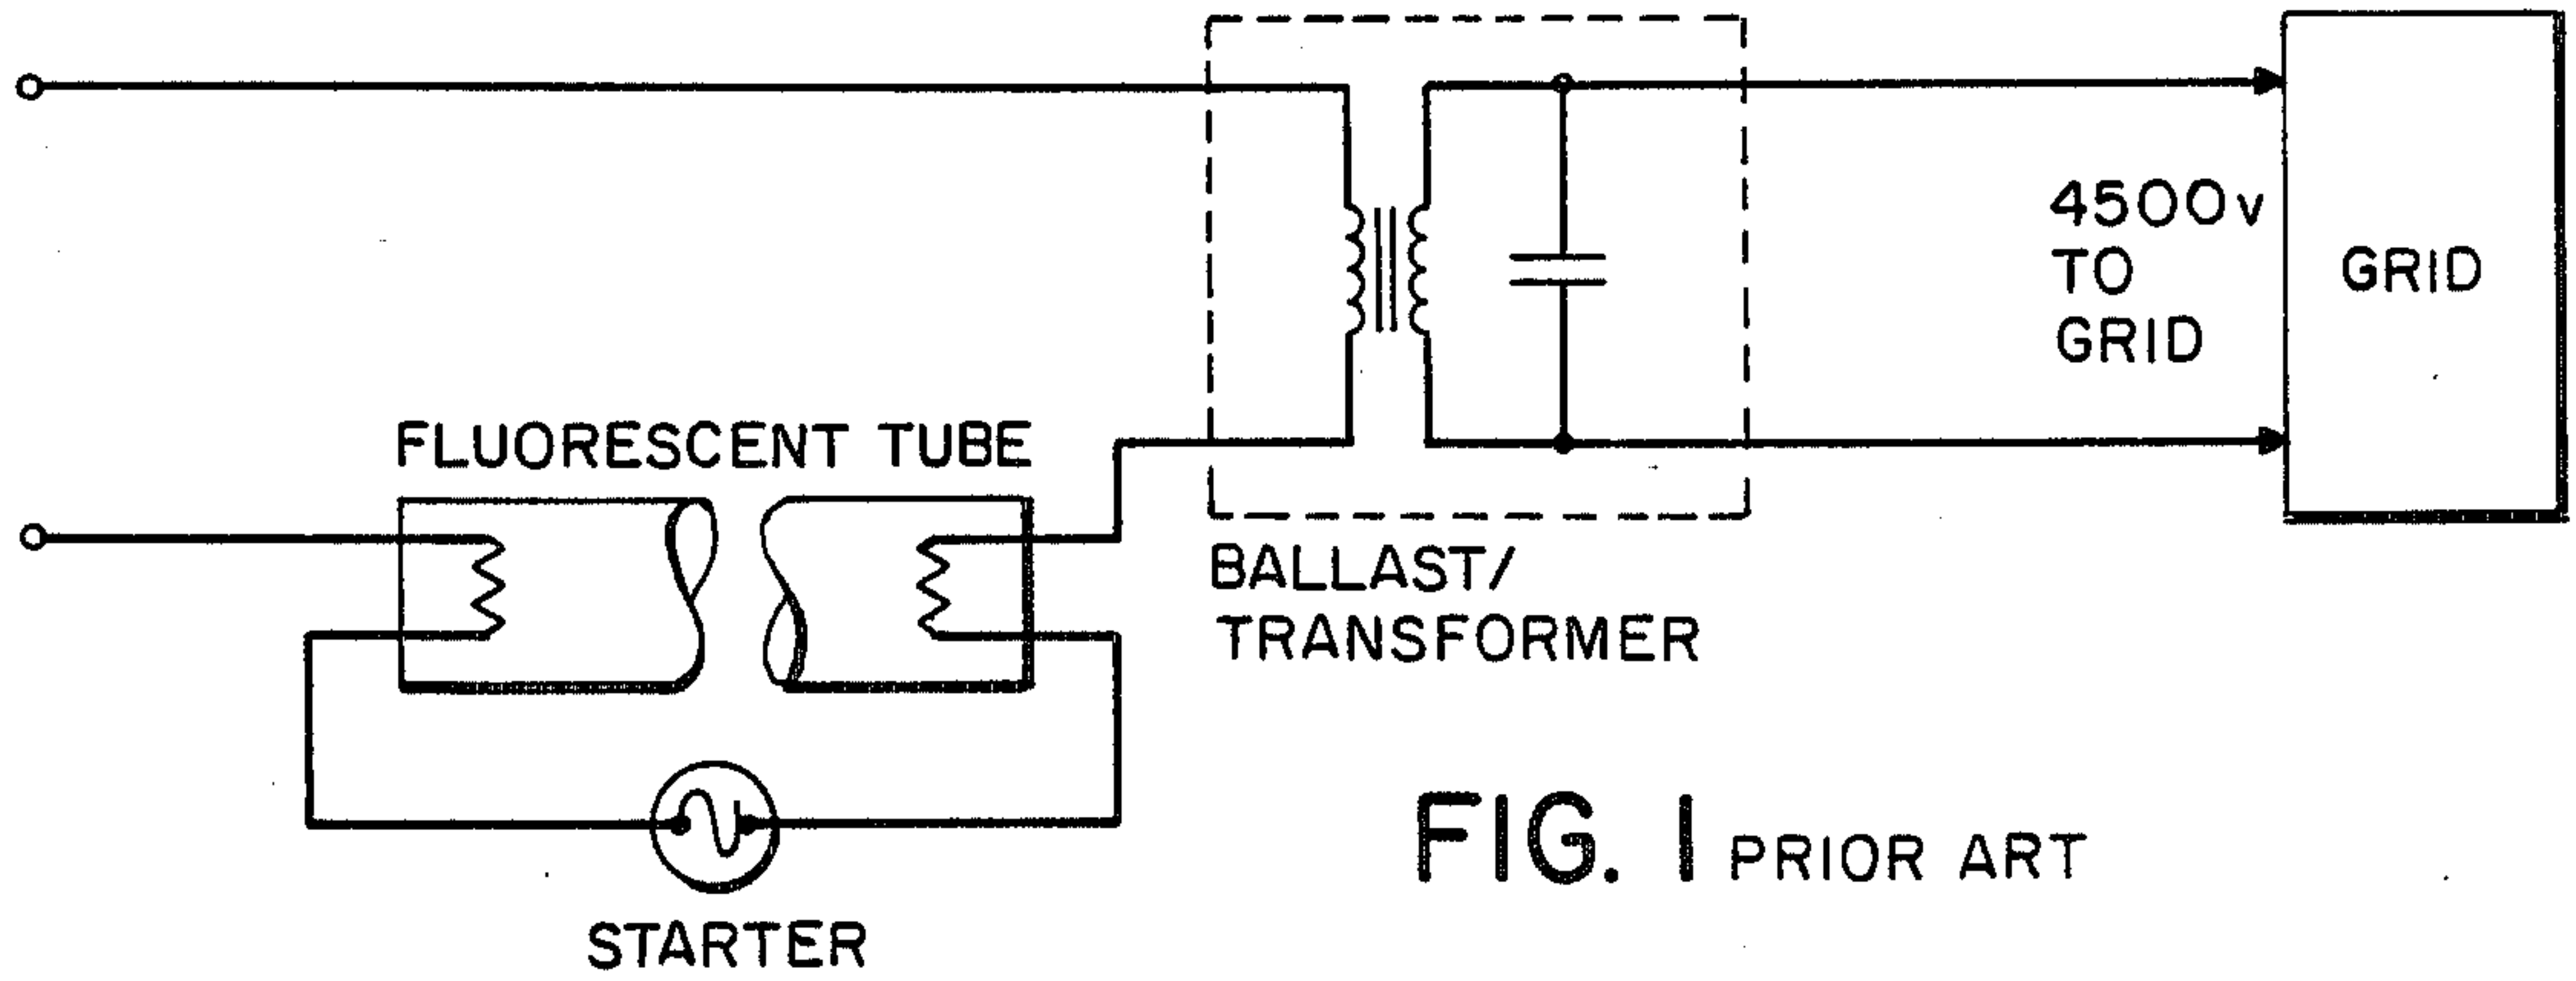 4500v
TO
GRID
GRID
FLUORESCENT TUBE
BALLAST/
TRANSFORMER
STARTER
FIG. 1 PRIOR ART